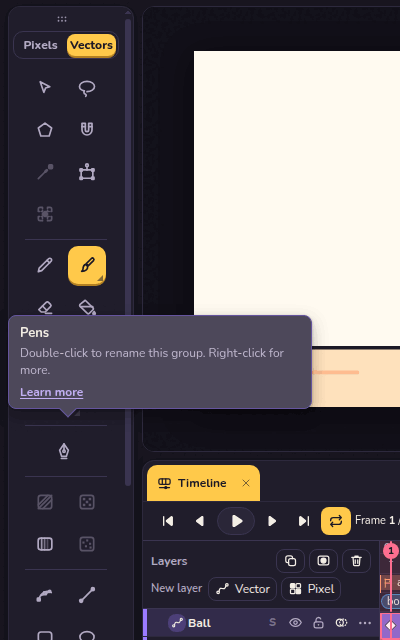 Pixels
Vectors
Pens
Double-click to rename this group. Right-click for
more.
Learn more
Timeline
Frame 1 /
Layers
New layer
Vector
Pixel
Ball
S
1
bo